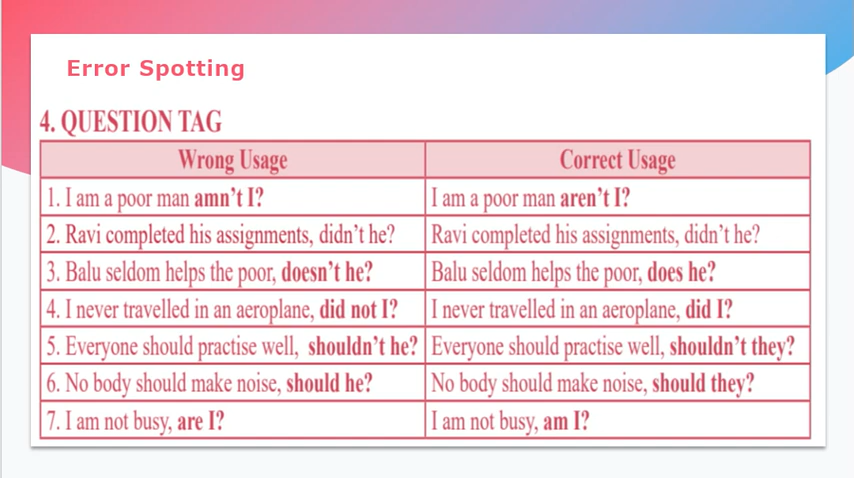 Error Spotting
4. QUESTION TAG
Wrong Usage Correct Usage
1. I am a poor man amn't I? I am a poor man aren't I?
2. Ravi completed his assignments, didn't he? Ravi completed his assignments, didn't he?
3. Balu seldom helps the poor, doesn't he? Balu seldom helps the poor, does he?
4. I never travelled in an aeroplane, did not I? I never travelled in an aeroplane, did I?
5. Everyone should practise well, shouldn't he? Everyone should practise well, shouldn't they?
6. No body should make noise, should he? No body should make noise, should they?
7. I am not busy, are I? I am not busy, am I?